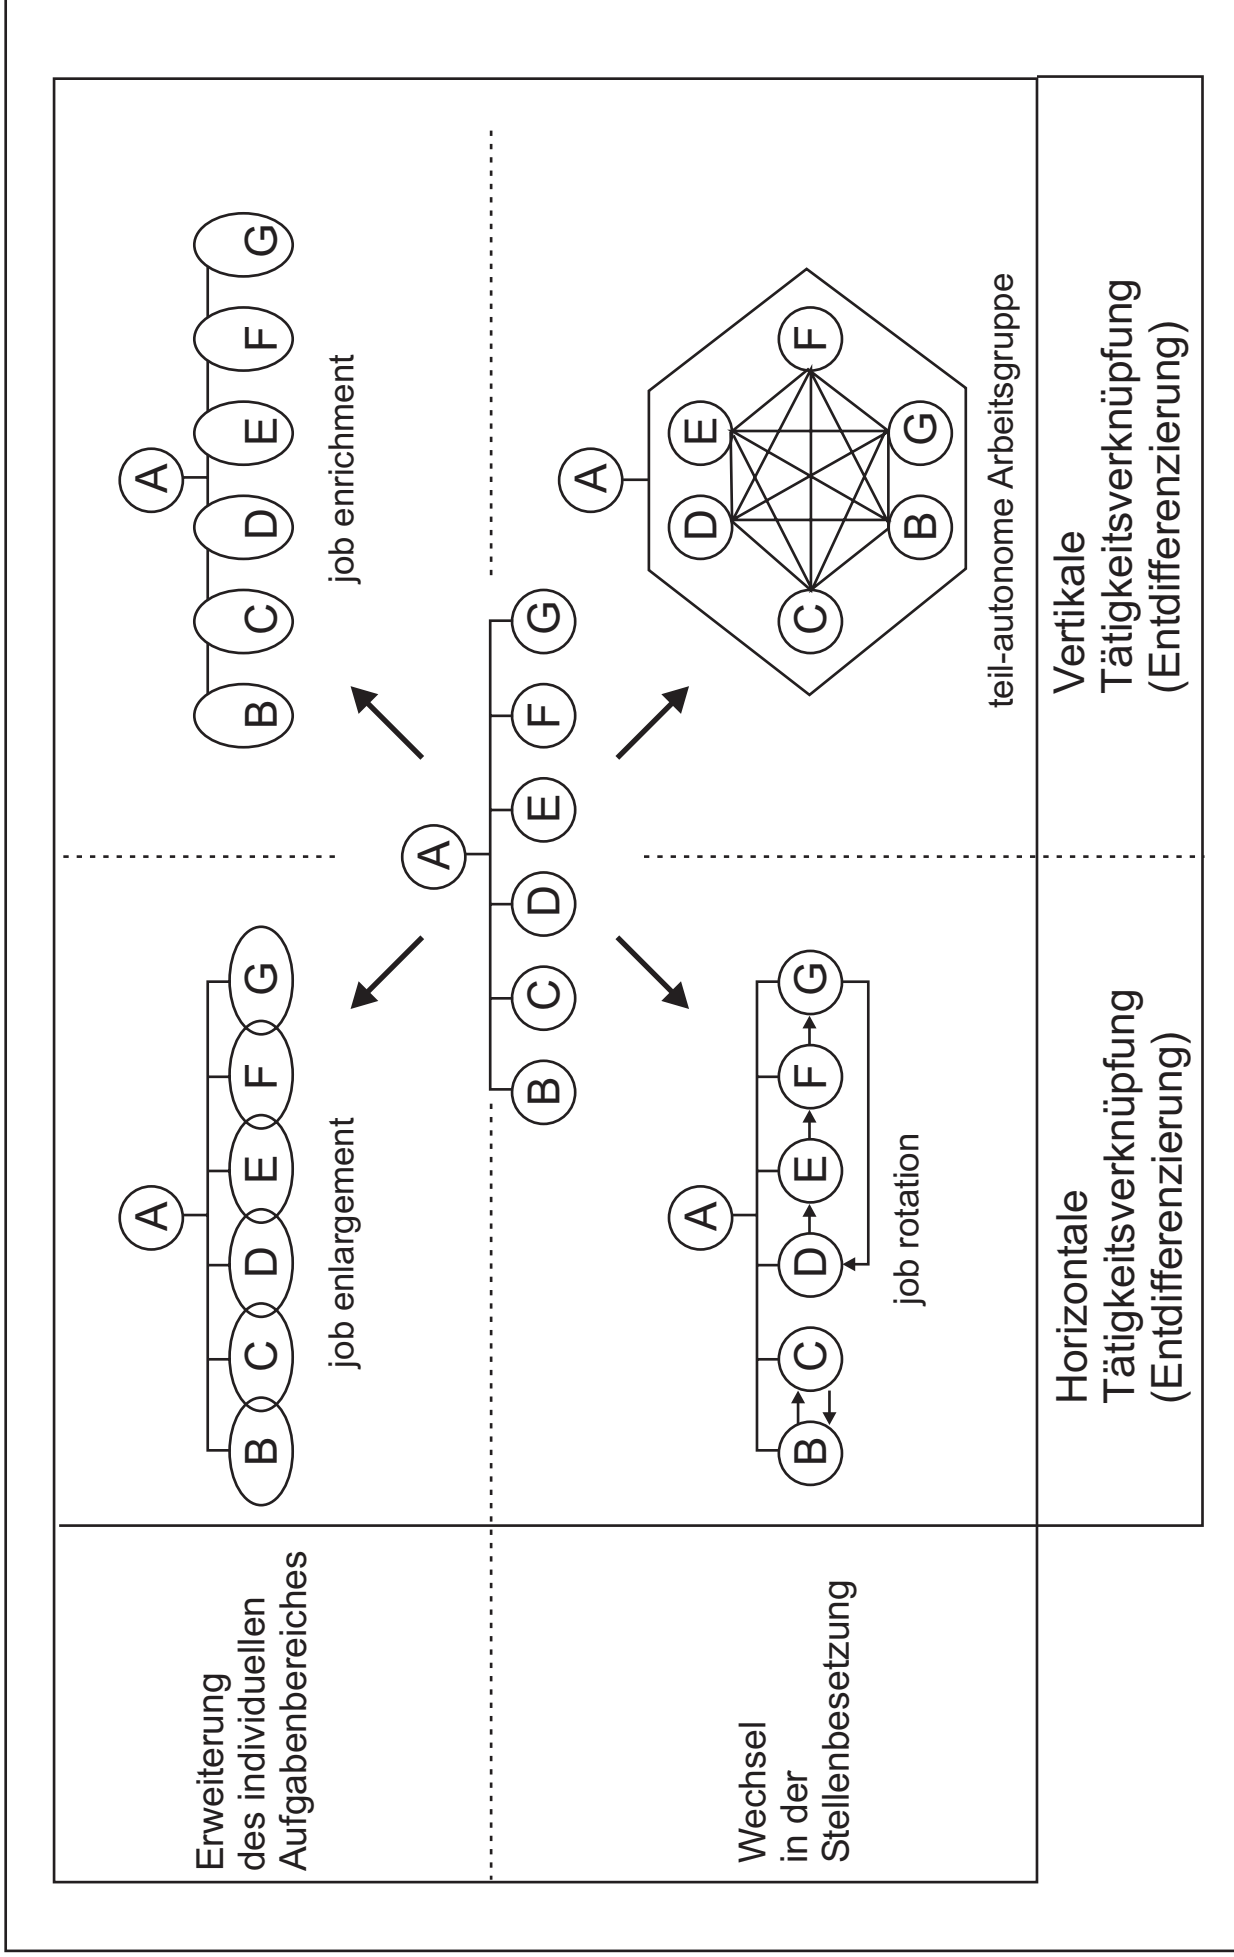 Erweiterung
des individuellen
Aufgabenbereiches
A
B C D E F G
job enlargement
A
B C D E F G
job enrichment
A
B C D E F G
Wechsel
in der
Stellenbesetzung
A
B C D E F G
job rotation
A
D E
C F
B G
teil-autonome Arbeitsgruppe
Horizontale
Tätigkeitsverknüpfung
(Entdifferenzierung)
Vertikale
Tätigkeitsverknüpfung
(Entdifferenzierung)